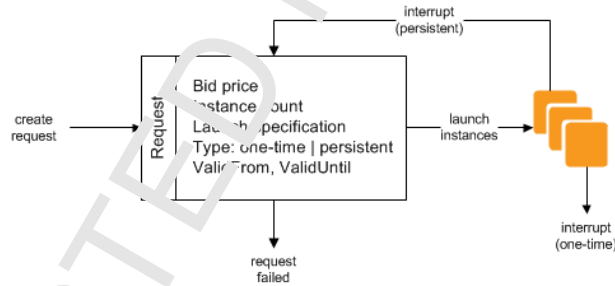 interrupt
(persistent)
create
request
Request
Bid price
Instance count
Launch specification
Type: one-time | persistent
ValidFrom, ValidUntil
launch
instances
interrupt
(one-time)
request
failed
TED